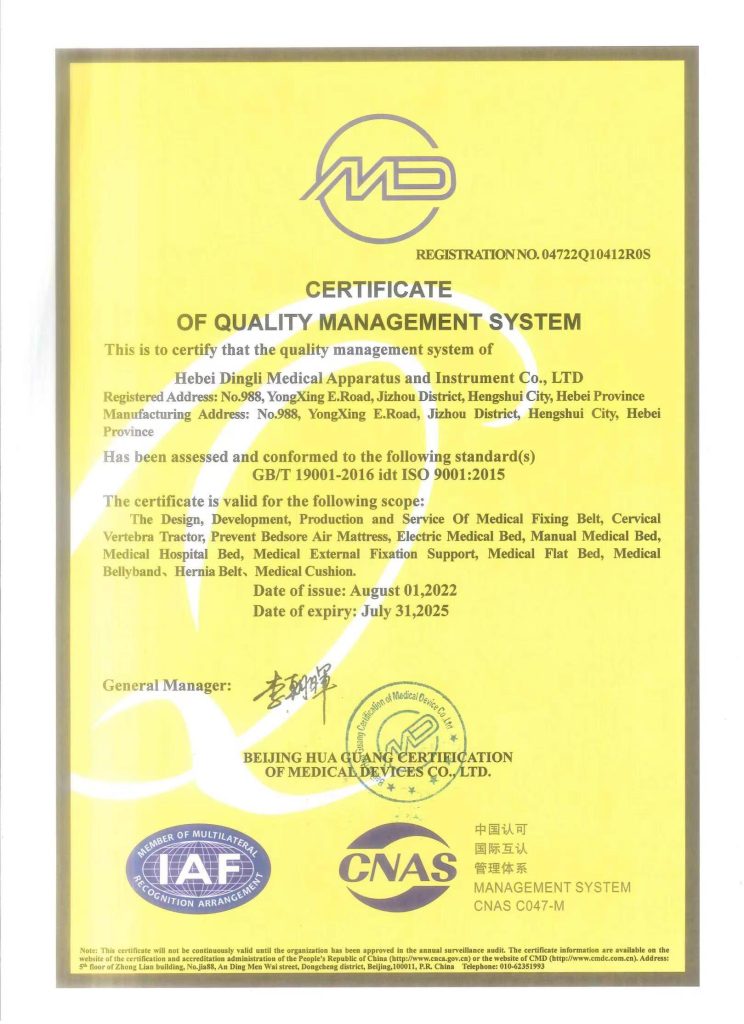 MD
REGISTRATION NO. 04722Q10412R0S
CERTIFICATE
OF QUALITY MANAGEMENT SYSTEM
This is to certify that the quality management system of
Hebei Dingli Medical Apparatus and Instrument Co., LTD
Registered Address: No.988, YongXing E.Road, Jizhou District, Hengshui City, Hebei Province
Manufacturing Address: No.988, YongXing E.Road, Jizhou District, Hengshui City, Hebei
Province
Has been assessed and conformed to the following standard(s)
GB/T 19001-2016 idt ISO 9001:2015
The certificate is valid for the following scope:
The Design, Development, Production and Service Of Medical Fixing Belt, Cervical
Vertebra Tractor, Prevent Bedsore Air Mattress, Electric Medical Bed, Manual Medical Bed,
Medical Hospital Bed, Medical External Fixation Support, Medical Flat Bed, Medical
Bellyband、Hernia Belt、Medical Cushion.
Date of issue: August 01,2022
Date of expiry: July 31,2025
General Manager: 李朝暉
Guang Certification of Medical Device Co.,Ltd
MD
BEIJING HUA GUANG CERTIFICATION
OF MEDICAL DEVICES CO., LTD.
MEMBER OF MULTILATERAL
IAF
RECOGNITION ARRANGEMENT
CNAS
中国认可
国际互认
管理体系
MANAGEMENT SYSTEM
CNAS C047-M
Note: This certificate will not be continuously valid until the organization has been approved in the annual surveillance audit. The certificate information are available on the
website of the certification and accreditation administration of the People's Republic of China (http://www.cnca.gov.cn) or the website of CMD (http://www.cmdc.com.cn). Address:
5th floor of Zhong Lian building, No.jia88, An Ding Men Wai street, Dongcheng district, Beijing,100011, P.R. China Telephone: 010-62351993